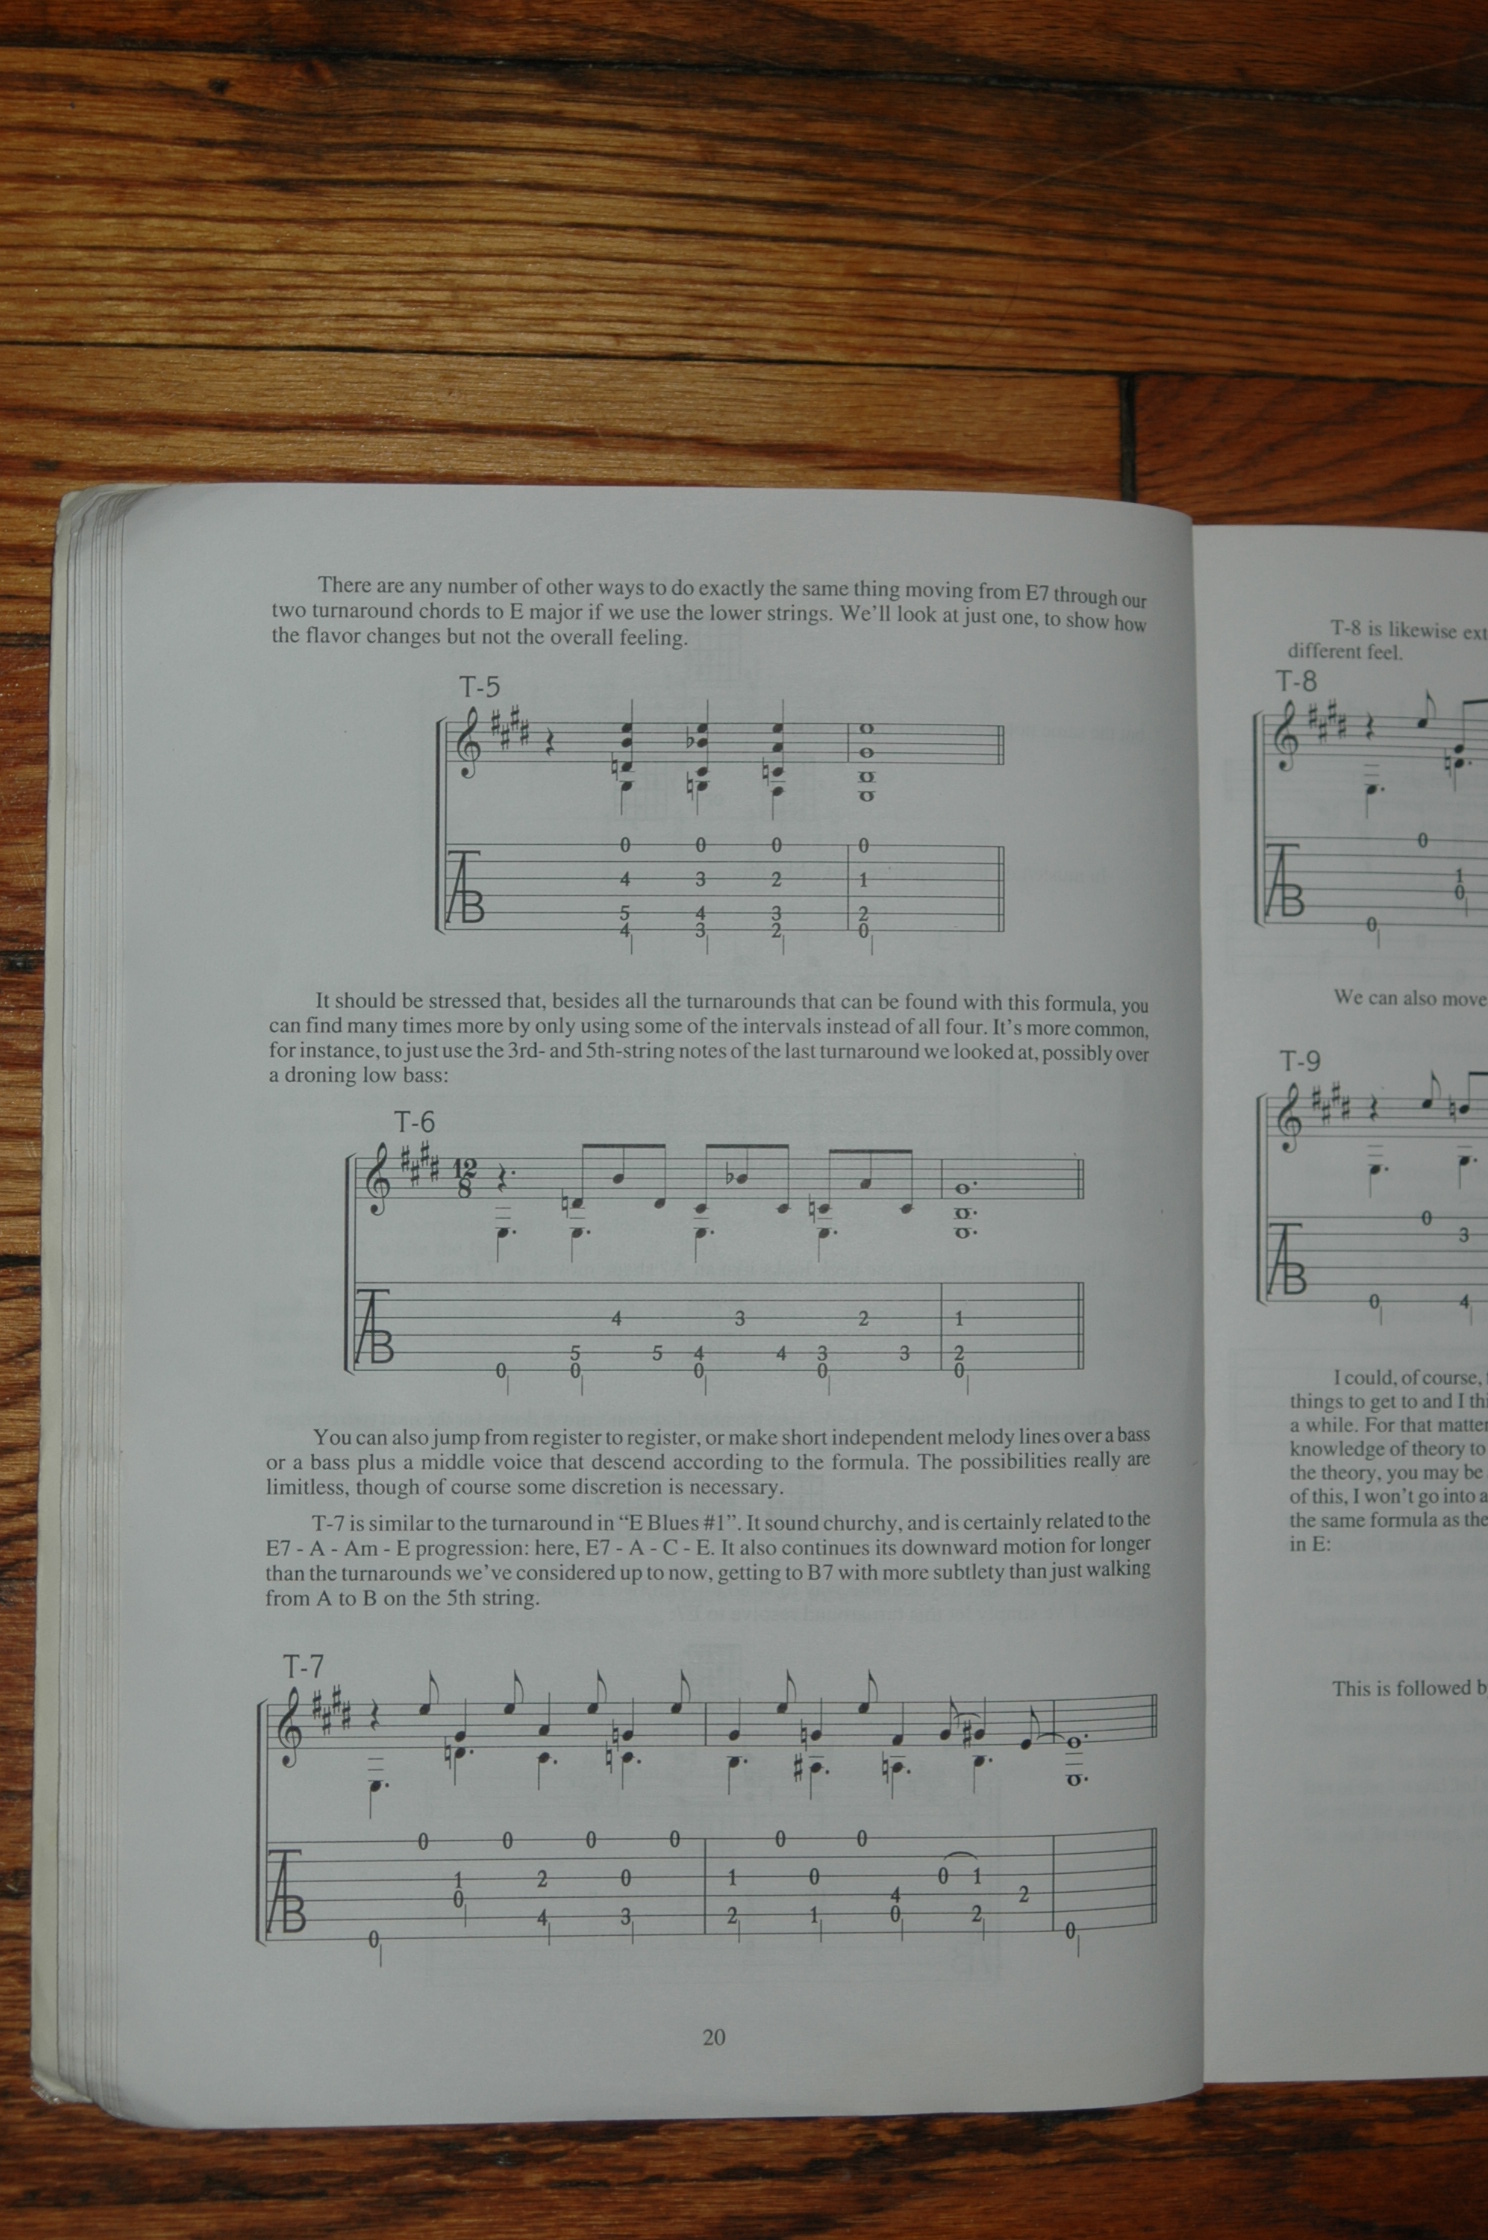 There are any number of other ways to do exactly the same thing moving from E7 through our
two turnaround chords to E major if we use the lower strings. We'll look at just one, to show how
the flavor changes but not the overall feeling.
T-5
0 0 0 0
4 3 2 1
5 4 3 2
4 3 2 0
It should be stressed that, besides all the turnarounds that can be found with this formula, you
can find many times more by only using some of the intervals instead of all four. It's more common,
for instance, to just use the 3rd- and 5th-string notes of the last turnaround we looked at, possibly over
a droning low bass:
T-6
12
8
4 3 2 1
5 5 4 4 3 3 2
0 0 0 0 0
You can also jump from register to register, or make short independent melody lines over a bass
or a bass plus a middle voice that descend according to the formula. The possibilities really are
limitless, though of course some discretion is necessary.
T-7 is similar to the turnaround in “E Blues #1”. It sound churchy, and is certainly related to the
E7 - A - Am - E progression: here, E7 - A - C - E. It also continues its downward motion for longer
than the turnarounds we've considered up to now, getting to B7 with more subtlety than just walking
from A to B on the 5th string.
T-7
0 0 0 0 0 0
1 2 0 1 0 0 1
0 4 2
4 3 2 1 0 2
0 0
20
T-8 is likewise ext
different feel.
T-8
0
1
0
0
We can also move
T-9
0
3
0 4
I could, of course,
things to get to and I thi
a while. For that matter
knowledge of theory to
the theory, you may be
of this, I won't go into a
the same formula as the
in E:
This is followed b